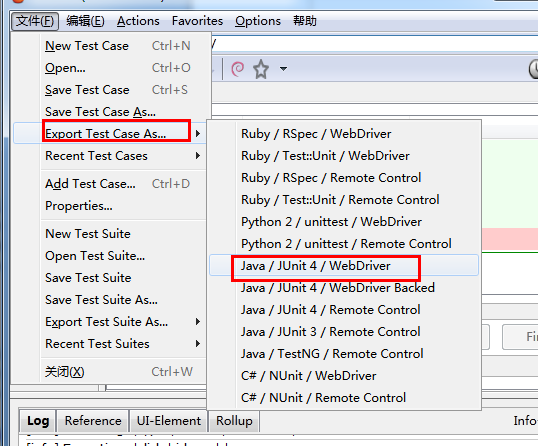 文件(F) 编辑(E) Actions Favorites Options 帮助
New Test Case Ctrl+N
Open... Ctrl+O
Save Test Case Ctrl+S
Save Test Case As...
Export Test Case As...
Recent Test Cases
Add Test Case... Ctrl+D
Properties...
New Test Suite
Open Test Suite...
Save Test Suite
Save Test Suite As...
Export Test Suite As...
Recent Test Suites
关闭(X) Ctrl+W
Ruby / RSpec / WebDriver
Ruby / Test::Unit / WebDriver
Ruby / RSpec / Remote Control
Ruby / Test::Unit / Remote Control
Python 2 / unittest / WebDriver
Python 2 / unittest / Remote Control
Java / JUnit 4 / WebDriver
Java / JUnit 4 / WebDriver Backed
Java / JUnit 4 / Remote Control
Java / JUnit 3 / Remote Control
Java / TestNG / Remote Control
C# / NUnit / WebDriver
C# / NUnit / Remote Control
Fin
Log Reference UI-Element Rollup Info